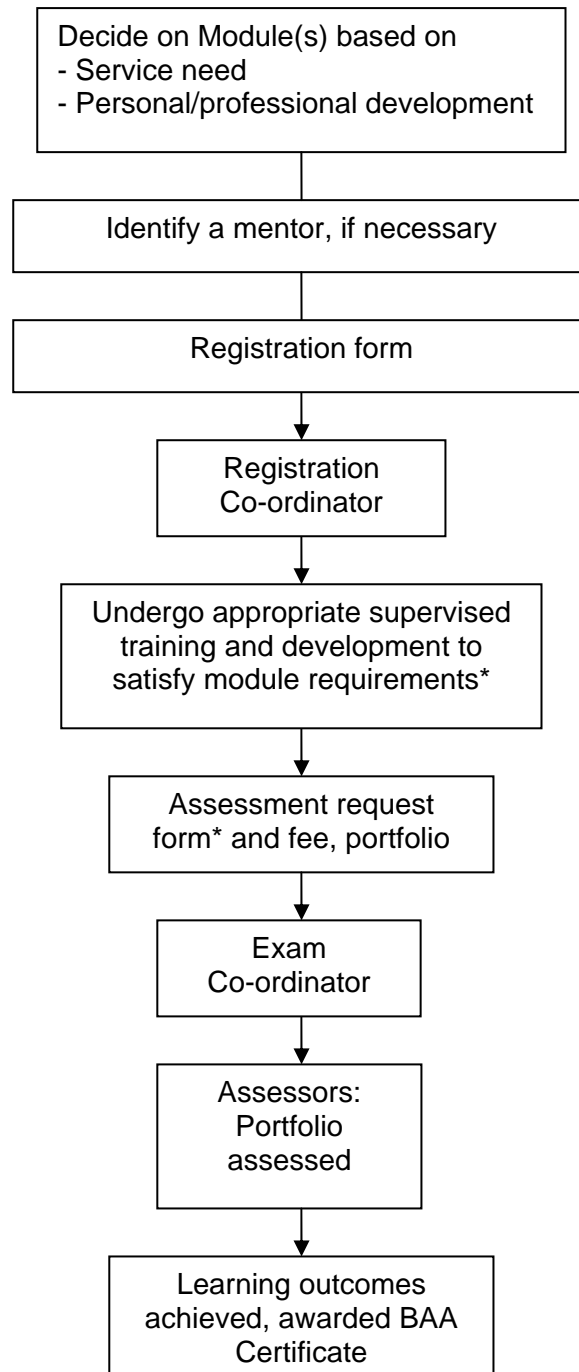 Decide on Module(s) based on
- Service need
- Personal/professional development
Identify a mentor, if necessary
Registration form
Registration
Co-ordinator
Undergo appropriate supervised
training and development to
satisfy module requirements*
Assessment request
form* and fee, portfolio
Exam
Co-ordinator
Assessors:
Portfolio
assessed
Learning outcomes
achieved, awarded BAA
Certificate